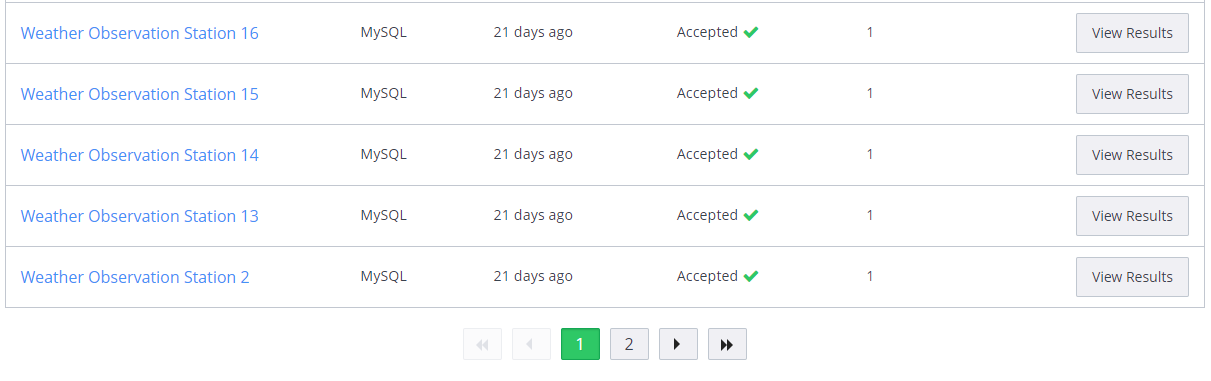 Weather Observation Station 16 MySQL 21 days ago Accepted 1 View Results
Weather Observation Station 15 MySQL 21 days ago Accepted 1 View Results
Weather Observation Station 14 MySQL 21 days ago Accepted 1 View Results
Weather Observation Station 13 MySQL 21 days ago Accepted 1 View Results
Weather Observation Station 2 MySQL 21 days ago Accepted 1 View Results
1 2